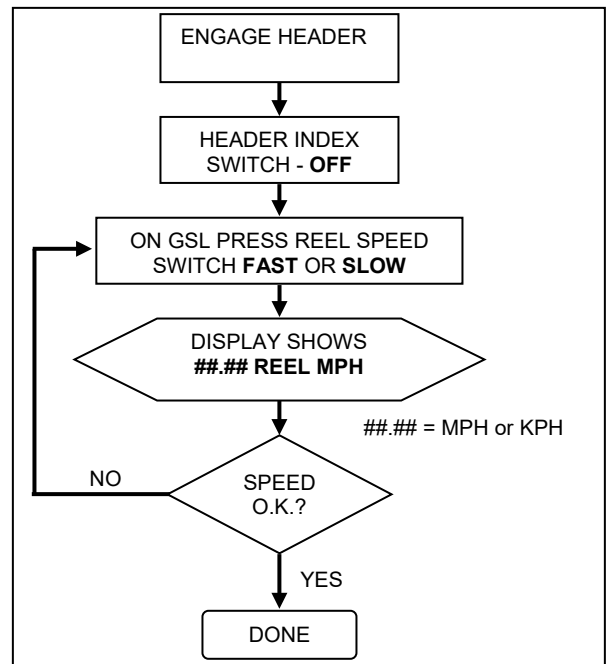 ENGAGE HEADER
HEADER INDEX
SWITCH - OFF
ON GSL PRESS REEL SPEED
SWITCH FAST OR SLOW
DISPLAY SHOWS
##.## REEL MPH
##.## = MPH or KPH
NO
SPEED
O.K.?
YES
DONE